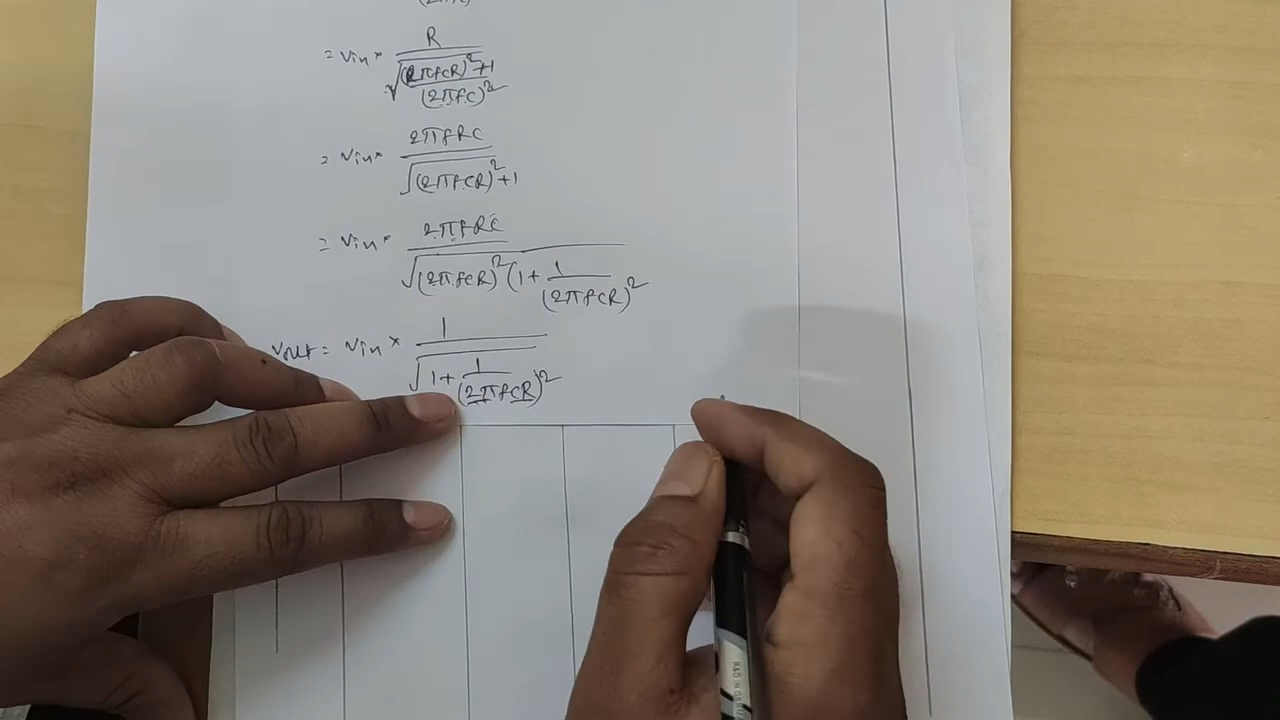 = Vin* R / √(((2πfCR)²+1) / (2πfC)²)
= Vin* 2πfRC / √((2πfCR)²+1)
= Vin* 2πfRC / √((2πfCR)²(1+ 1/(2πfCR)²
Vout = Vin* 1 / √(1+ 1/(2πfCR)²)